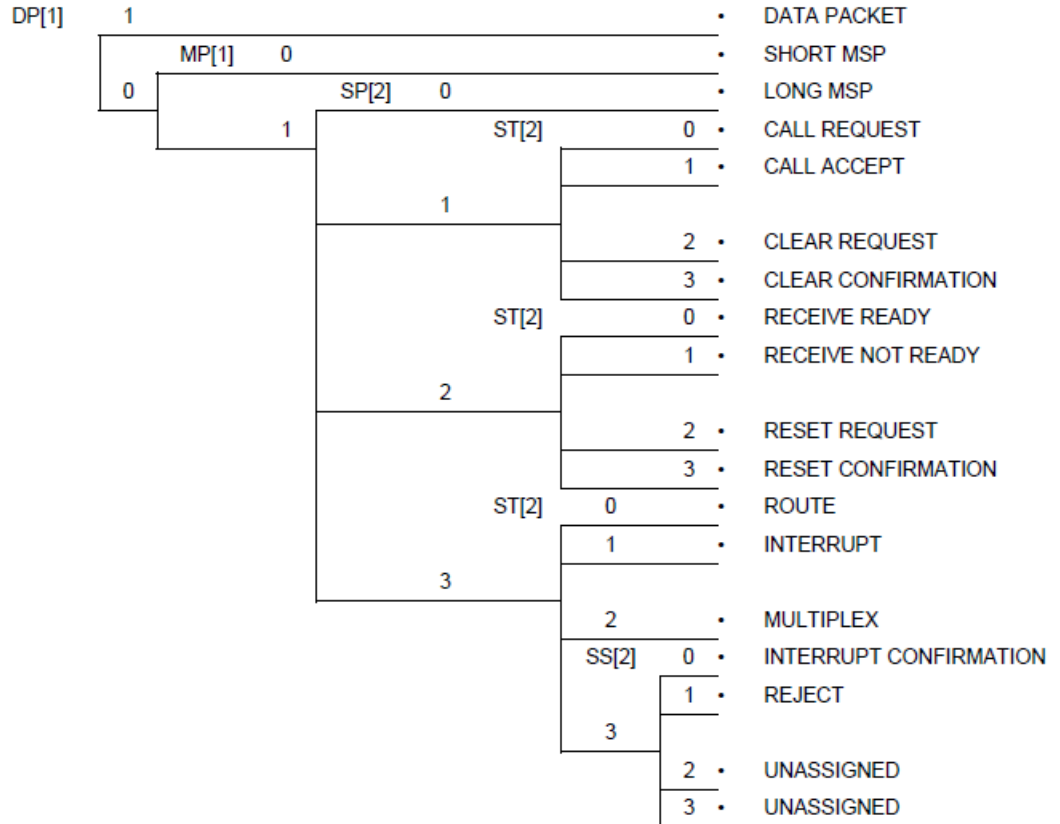 DP[1] 1 • DATA PACKET
MP[1] 0 • SHORT MSP
0 SP[2] 0 • LONG MSP
1 ST[2] 0 • CALL REQUEST
1 • CALL ACCEPT
1
2 • CLEAR REQUEST
3 • CLEAR CONFIRMATION
ST[2] 0 • RECEIVE READY
1 • RECEIVE NOT READY
2
2 • RESET REQUEST
3 • RESET CONFIRMATION
ST[2] 0 • ROUTE
1 • INTERRUPT
3
2 • MULTIPLEX
SS[2] 0 • INTERRUPT CONFIRMATION
1 • REJECT
3
2 • UNASSIGNED
3 • UNASSIGNED